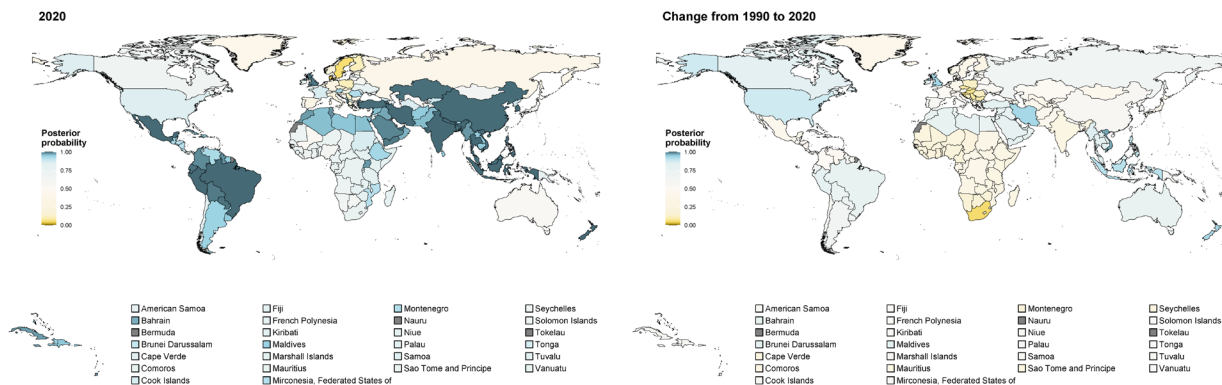 2020
Posterior
probability
1.00
0.75
0.50
0.25
0.00
American Samoa
Bahrain
Bermuda
Brunei Darussalam
Cape Verde
Comoros
Cook Islands
Fiji
French Polynesia
Kiribati
Maldives
Marshall Islands
Mauritius
Mirconesia, Federated States of
Montenegro
Nauru
Niue
Palau
Samoa
Sao Tome and Principe
Seychelles
Solomon Islands
Tokelau
Tonga
Tuvalu
Vanuatu
Change from 1990 to 2020
Posterior
probability
1.00
0.75
0.50
0.25
0.00
American Samoa
Bahrain
Bermuda
Brunei Darussalam
Cape Verde
Comoros
Cook Islands
Fiji
French Polynesia
Kiribati
Maldives
Marshall Islands
Mauritius
Mirconesia, Federated States of
Montenegro
Nauru
Niue
Palau
Samoa
Sao Tome and Principe
Seychelles
Solomon Islands
Tokelau
Tonga
Tuvalu
Vanuatu